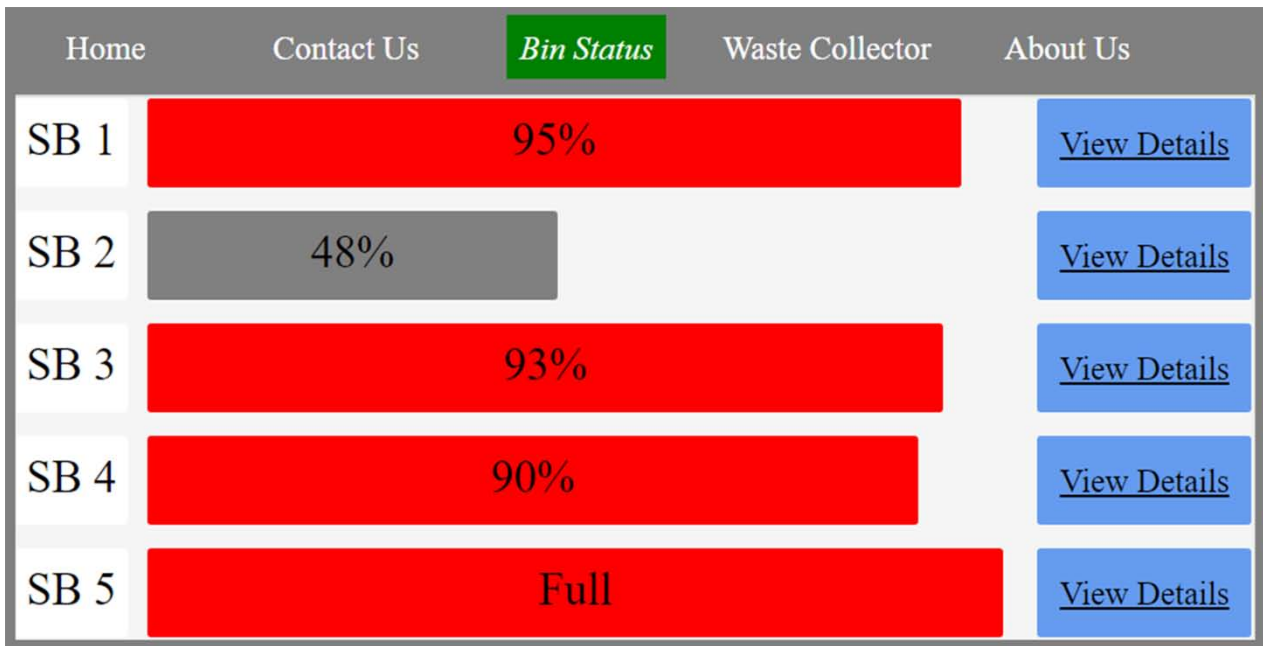 Home Contact Us Bin Status Waste Collector About Us
SB 1 95% View Details
SB 2 48% View Details
SB 3 93% View Details
SB 4 90% View Details
SB 5 Full View Details